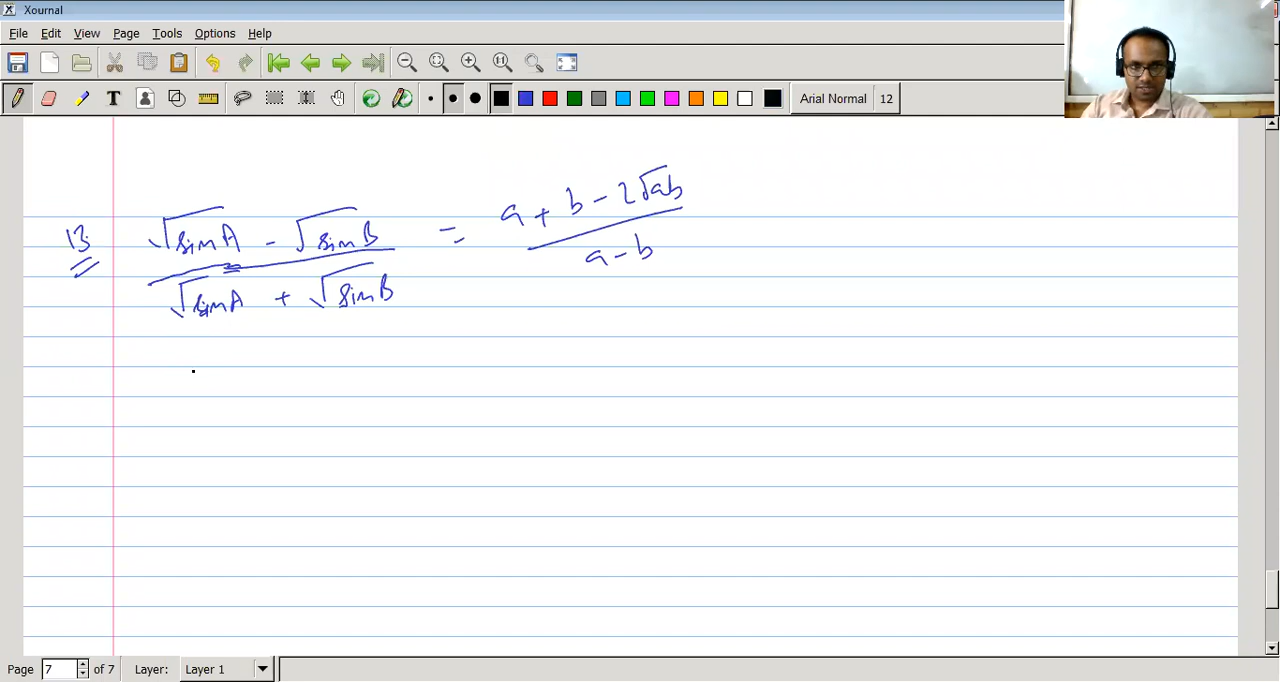 Xournal
File Edit View Page Tools Options Help
Arial Normal 12
13 (√sinA - √sinB) / (√sinA + √sinB) = (a + b - 2√ab) / (a - b)
Page 7 of 7 Layer: Layer 1